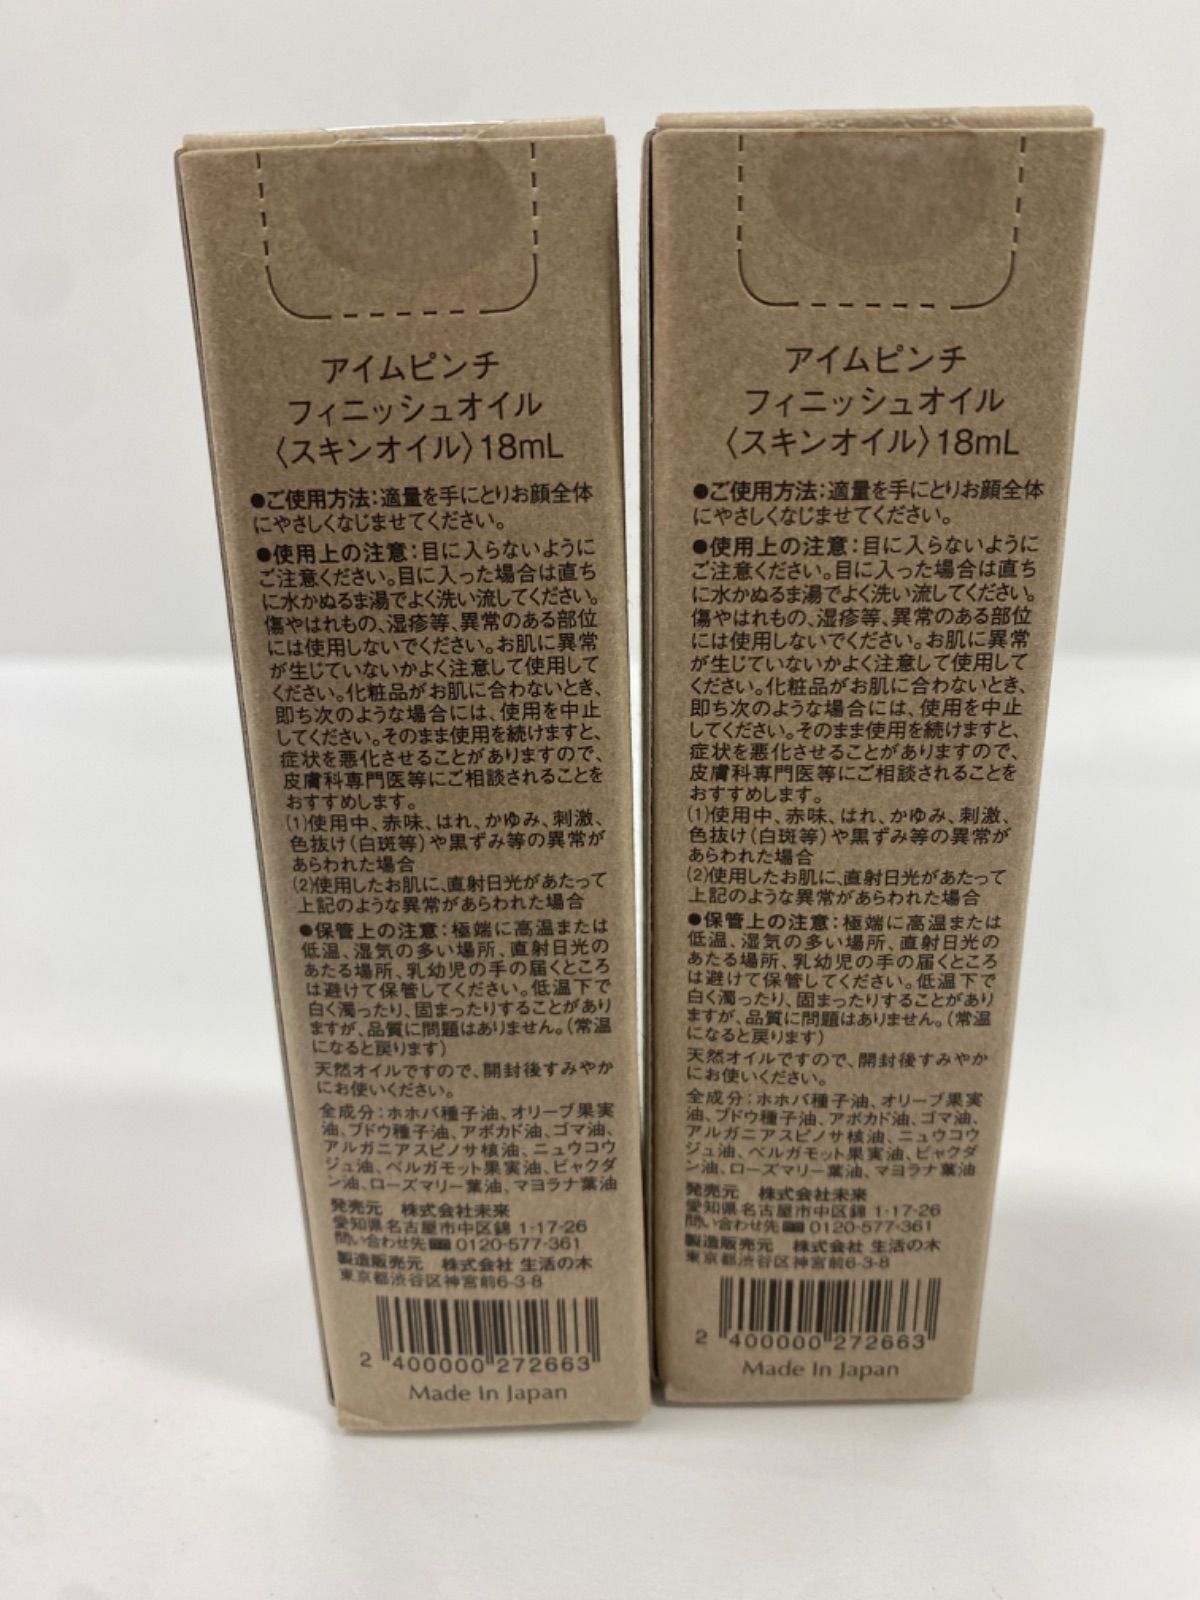 アイムピンチ
フィニッシュオイル
〈スキンオイル〉18mL
●ご使用方法：適量を手にとりお顔全体
にやさしくなじませてください。
●使用上の注意：目に入らないように
ご注意ください。目に入った場合は直ち
に水かぬるま湯でよく洗い流してください。
傷やはれもの、湿疹等、異常のある部位
には使用しないでください。お肌に異常
が生じていないかよく注意して使用して
ください。化粧品がお肌に合わないとき、
即ち次のような場合には、使用を中止
してください。そのまま使用を続けますと、
症状を悪化させることがありますので、
皮膚科専門医等にご相談されることを
おすすめします。
(1)使用中、赤味、はれ、かゆみ、刺激、
色抜け（白斑等）や黒ずみ等の異常が
あらわれた場合
(2)使用したお肌に、直射日光があたって
上記のような異常があらわれた場合
●保管上の注意：極端に高温または
低温、湿気の多い場所、直射日光の
あたる場所、乳幼児の手の届くところ
は避けて保管してください。低温下で
白く濁ったり、固まったりすることがあり
ますが、品質に問題はありません。（常温
になると戻ります）
天然オイルですので、開封後すみやか
にお使いください。
全成分：ホホバ種子油、オリーブ果実
油、ブドウ種子油、アボカド油、ゴマ油、
アルガニアスピノサ核油、ニュウコウ
ジュ油、ベルガモット果実油、ビャクダ
ン油、ローズマリー葉油、マヨラナ葉油
発売元　株式会社未来
愛知県名古屋市中区錦 1-17-26
問い合わせ先 0120-577-361
製造販売元　株式会社 生活の木
東京都渋谷区神宮前6-3-8
2 400000 272663
Made In Japan
アイムピンチ
フィニッシュオイル
〈スキンオイル〉18mL
●ご使用方法：適量を手にとりお顔全体
にやさしくなじませてください。
●使用上の注意：目に入らないように
ご注意ください。目に入った場合は直ち
に水かぬるま湯でよく洗い流してください。
傷やはれもの、湿疹等、異常のある部位
には使用しないでください。お肌に異常
が生じていないかよく注意して使用して
ください。化粧品がお肌に合わないとき、
即ち次のような場合には、使用を中止
してください。そのまま使用を続けますと、
症状を悪化させることがありますので、
皮膚科専門医等にご相談されることを
おすすめします。
(1)使用中、赤味、はれ、かゆみ、刺激、
色抜け（白斑等）や黒ずみ等の異常が
あらわれた場合
(2)使用したお肌に、直射日光があたって
上記のような異常があらわれた場合
●保管上の注意：極端に高温または
低温、湿気の多い場所、直射日光の
あたる場所、乳幼児の手の届くところ
は避けて保管してください。低温下で
白く濁ったり、固まったりすることがあり
ますが、品質に問題はありません。（常温
になると戻ります）
天然オイルですので、開封後すみやか
にお使いください。
全成分：ホホバ種子油、オリーブ果実
油、ブドウ種子油、アボカド油、ゴマ油、
アルガニアスピノサ核油、ニュウコウ
ジュ油、ベルガモット果実油、ビャクダ
ン油、ローズマリー葉油、マヨラナ葉油
発売元　株式会社未来
愛知県名古屋市中区錦 1-17-26
問い合わせ先 0120-577-361
製造販売元　株式会社 生活の木
東京都渋谷区神宮前6-3-8
2 400000 272663
Made In Japan